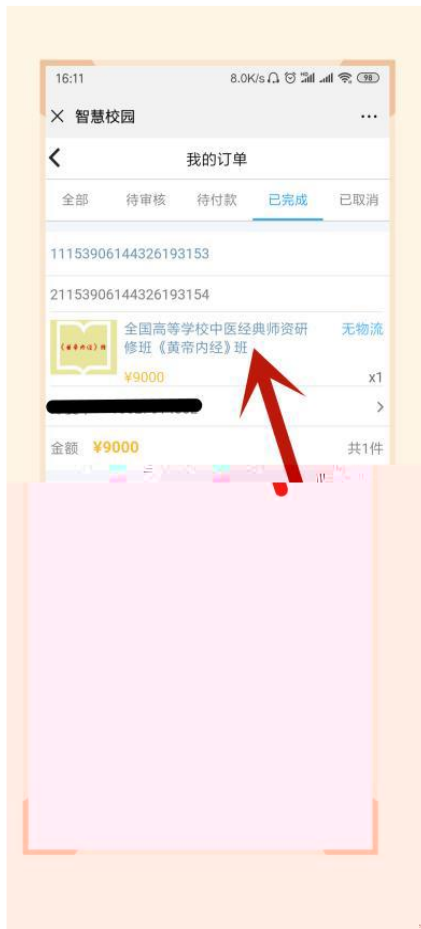 16:11
8.0K/s
98
智慧校园
我的订单
全部
待审核
待付款
已完成
已取消
11153906144326193153
21153906144326193154
全国高等学校中医经典师资研
无物流
修班《黄帝内经》班
¥9000
x1
金额 ¥9000
共1件